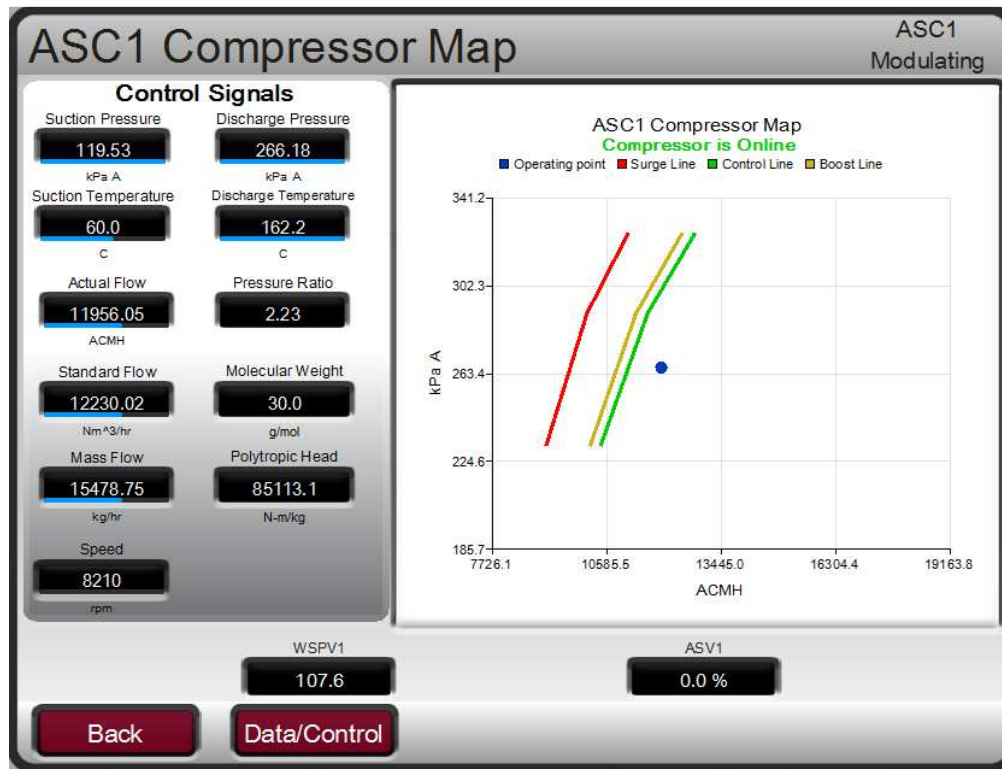 ASC1 Compressor Map
ASC1
Modulating
Control Signals
Suction Pressure
119.53
kPa A
Discharge Pressure
266.18
kPa A
Suction Temperature
60.0
C
Discharge Temperature
162.2
C
Actual Flow
11956.05
ACMH
Pressure Ratio
2.23
Standard Flow
12230.02
Nm^3/hr
Molecular Weight
30.0
g/mol
Mass Flow
15478.75
kg/hr
Polytropic Head
85113.1
N-m/kg
Speed
8210
rpm
ASC1 Compressor Map
Compressor is Online
Operating point Surge Line Control Line Boost Line
341.2
302.3
263.4
224.6
185.7
kPa A
7726.1 10585.5 13445.0 16304.4 19163.8
ACMH
WSPV1
107.6
ASV1
0.0 %
Back
Data/Control